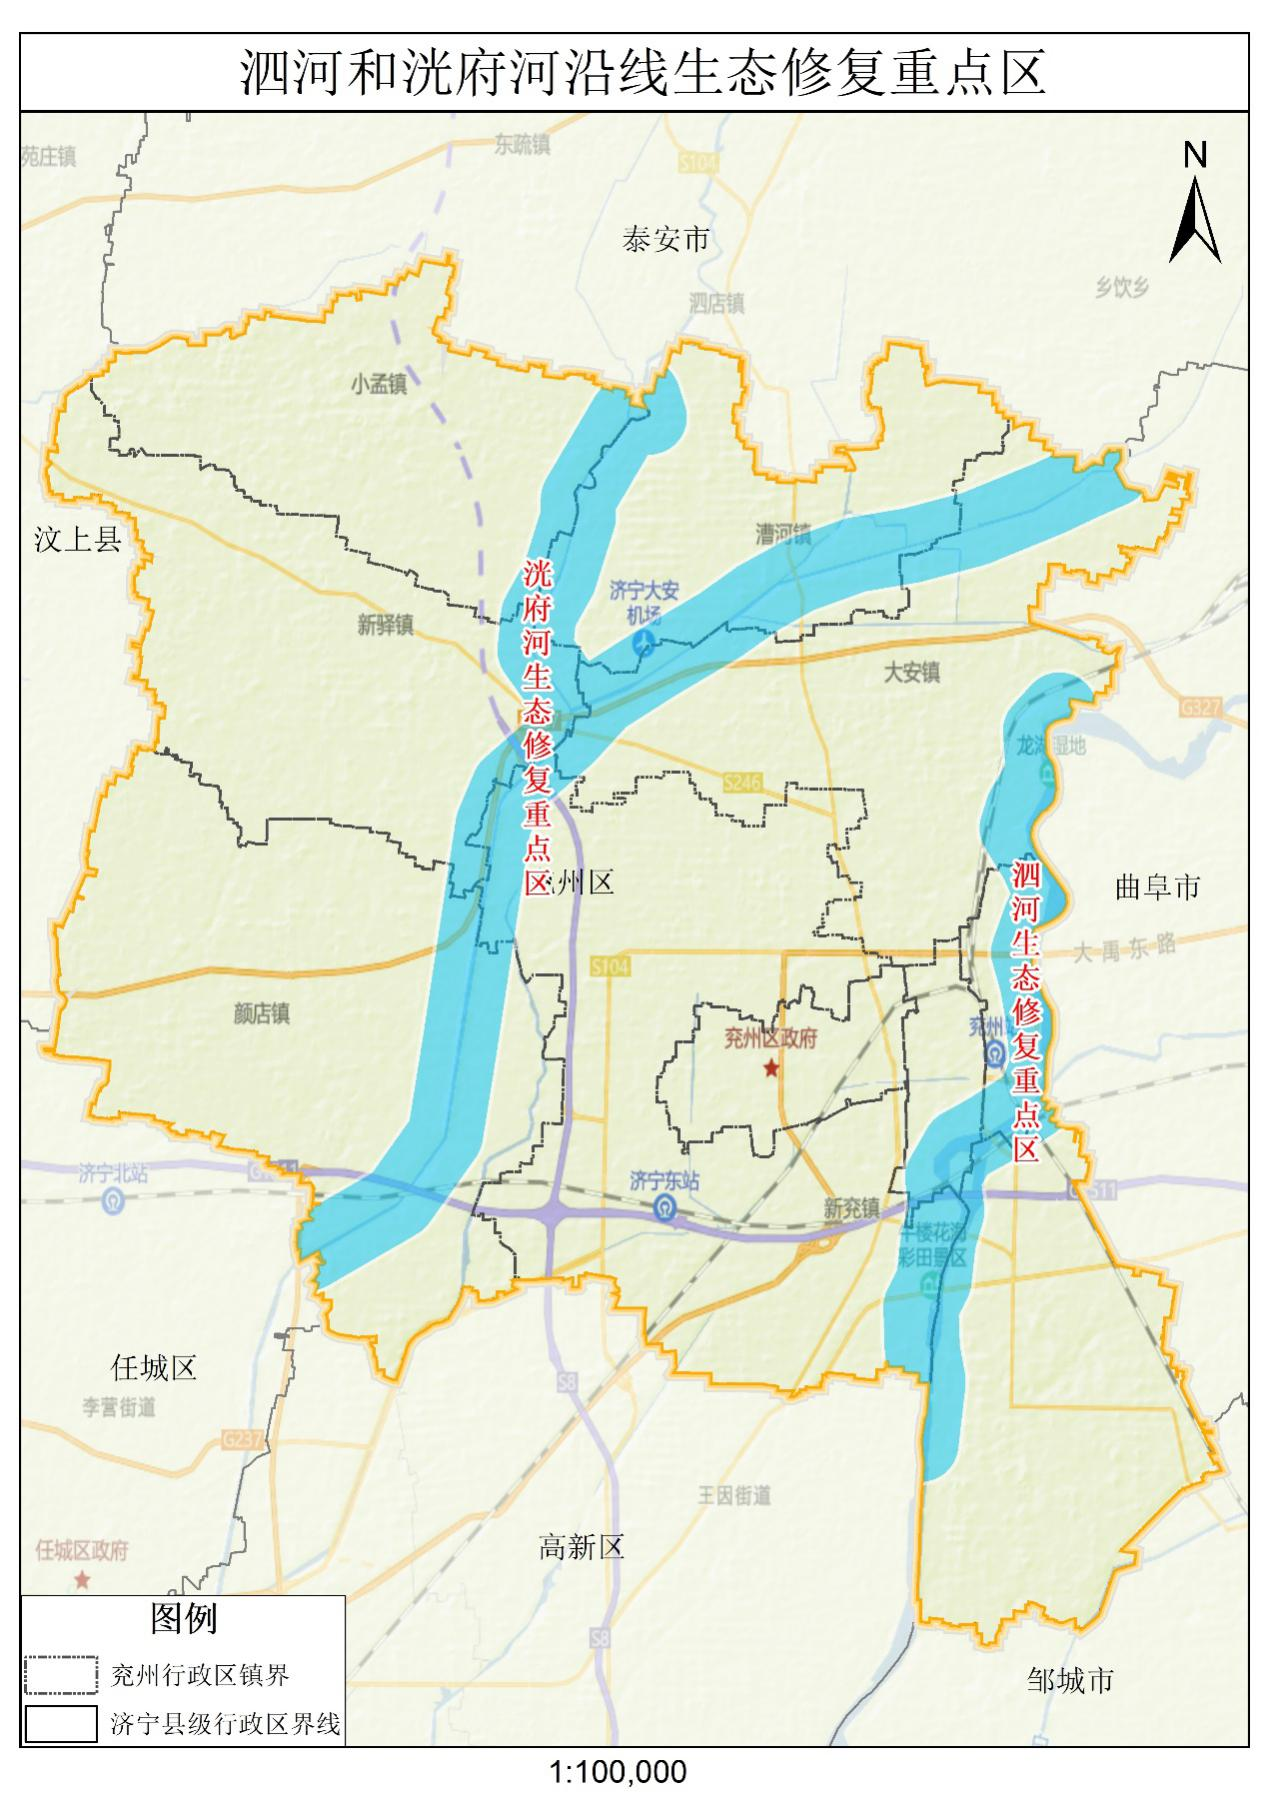 泗河和洸府河沿线生态修复重点区
苑庄镇
东疏镇
S104
N
泰安市
泗店镇
乡饮乡
小孟镇
汶上县
漕河镇
洸府河生态修复重点区
济宁大安
机场
新驿镇
大安镇
G327
龙湖湿地
S246
泗河生态修复重点区
州区
曲阜市
大禹东路
S104
颜店镇
兖州
兖州区政府
济宁北站
济宁东站
新兖镇
511
牛楼花海
彩田景区
任城区
李营街道
S8
G237
王因街道
高新区
任城区政府
S8
邹城市
图例
兖州行政区镇界
济宁县级行政区界线
1:100,000